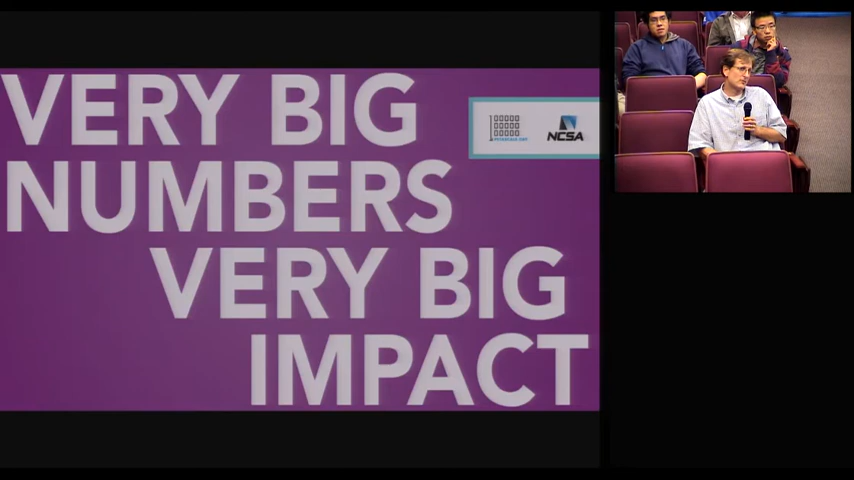 VERY BIG
NUMBERS
VERY BIG
IMPACT
NCSA